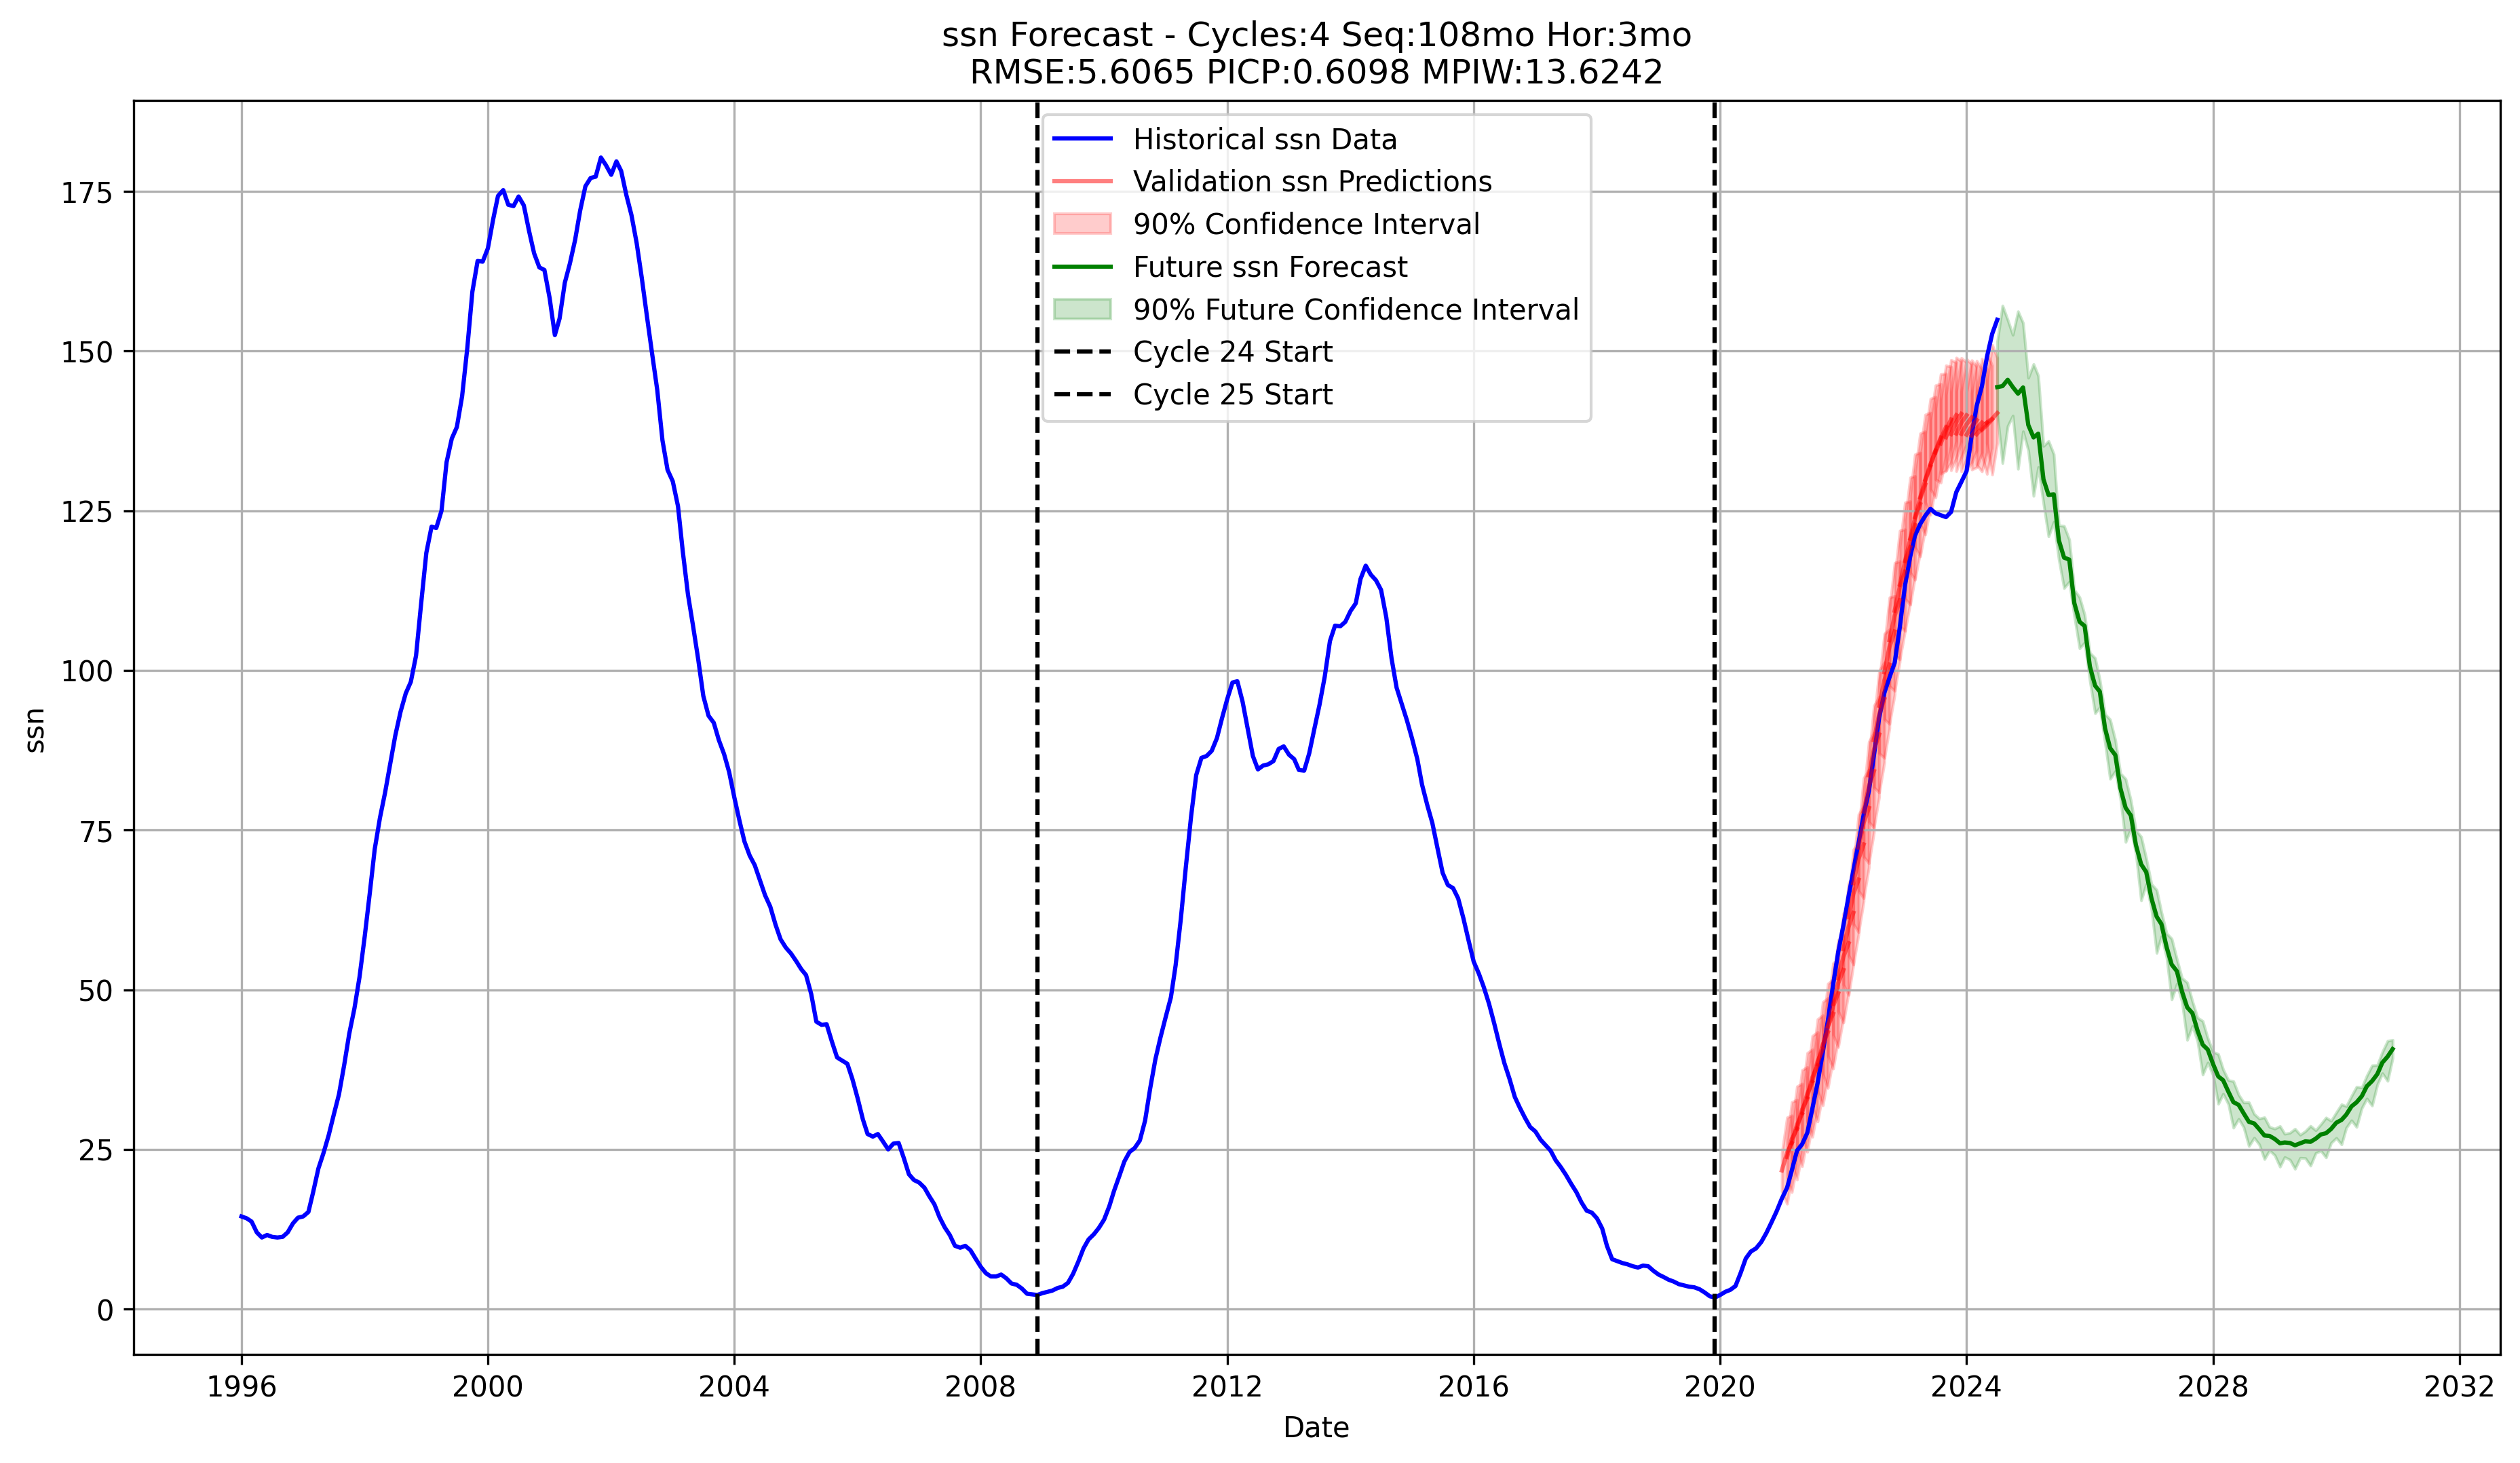 ssn Forecast - Cycles:4 Seq:108mo Hor:3mo
RMSE:5.6065 PICP:0.6098 MPIW:13.6242
Historical ssn Data
Validation ssn Predictions
90% Confidence Interval
Future ssn Forecast
90% Future Confidence Interval
Cycle 24 Start
Cycle 25 Start
175
150
125
100
75
50
25
0
ssn
1996 2000 2004 2008 2012 2016 2020 2024 2028 2032
Date